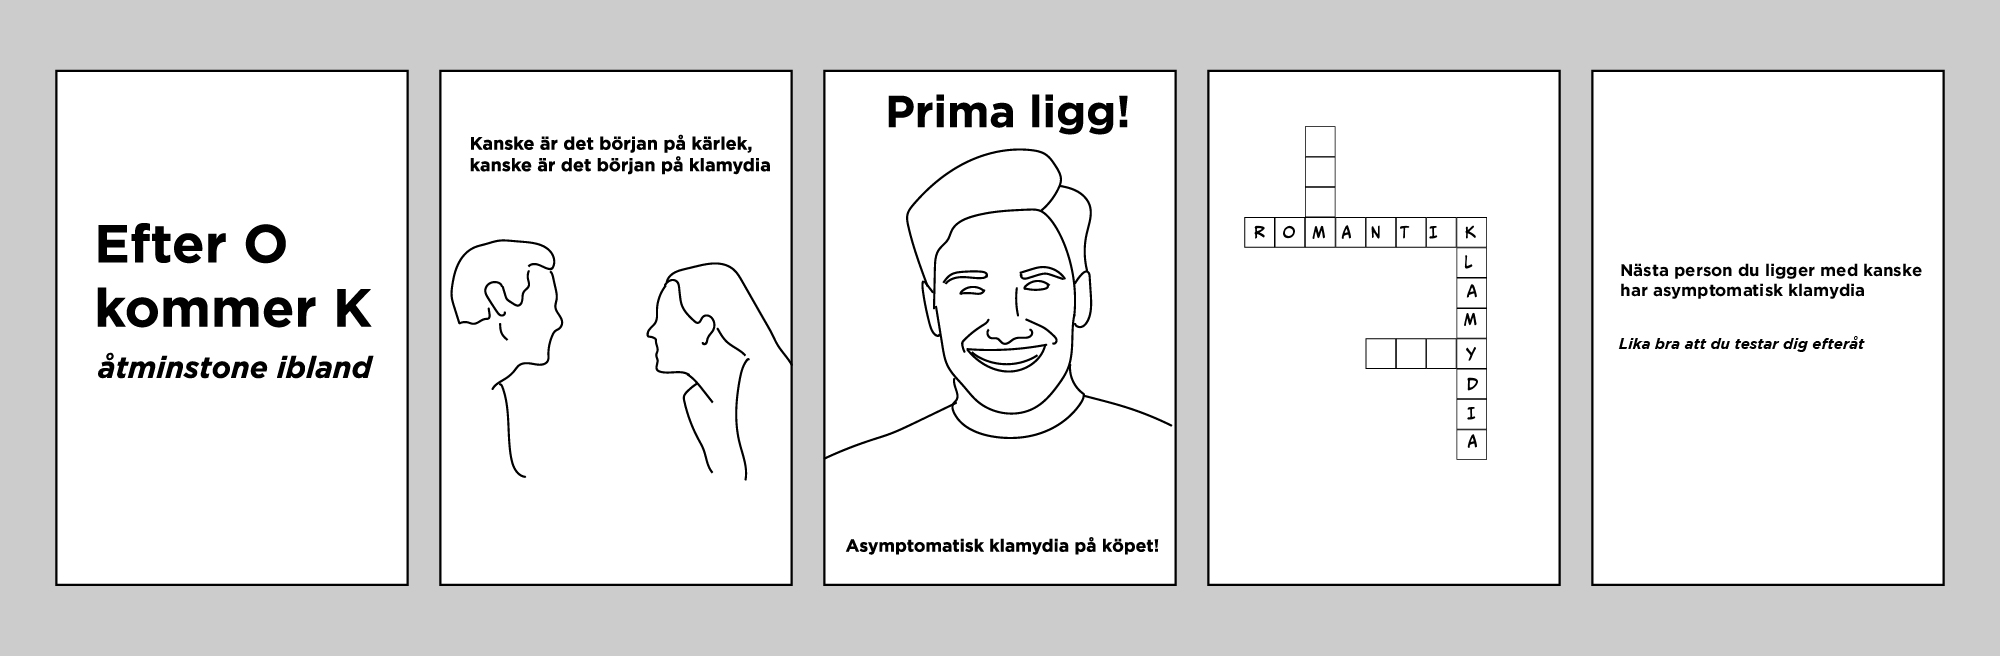 Efter O
kommer K
åtminstone ibland
Kanske är det början på kärlek,
kanske är det början på klamydia
Prima ligg!
Asymptomatisk klamydia på köpet!
ROMANTIK
KLAMYDIA
Nästa person du ligger med kanske
har asymptomatisk klamydia
Lika bra att du testar dig efteråt